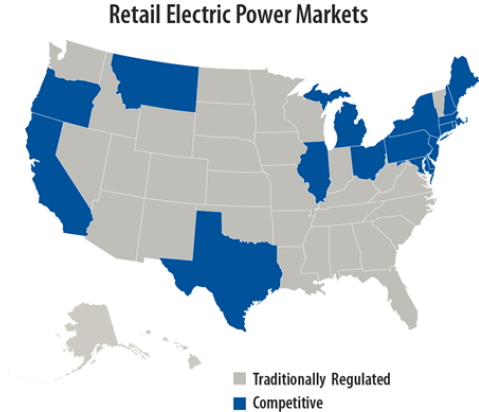 Retail Electric Power Markets
Traditionally Regulated
Competitive